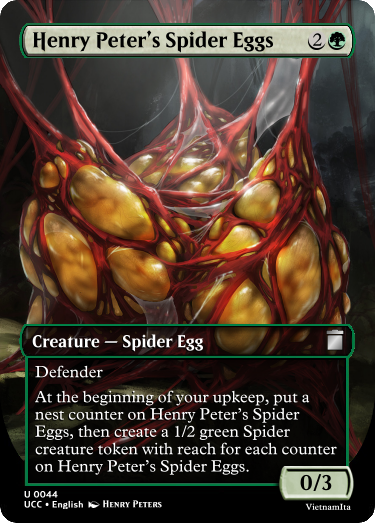 Henry Peter's Spider Eggs 2
Creature — Spider Egg
Defender
At the beginning of your upkeep, put a
nest counter on Henry Peter's Spider
Eggs, then create a 1/2 green Spider
creature token with reach for each counter
on Henry Peter's Spider Eggs.
0/3
U 0044
UCC • English Henry Peters
VietnamIta